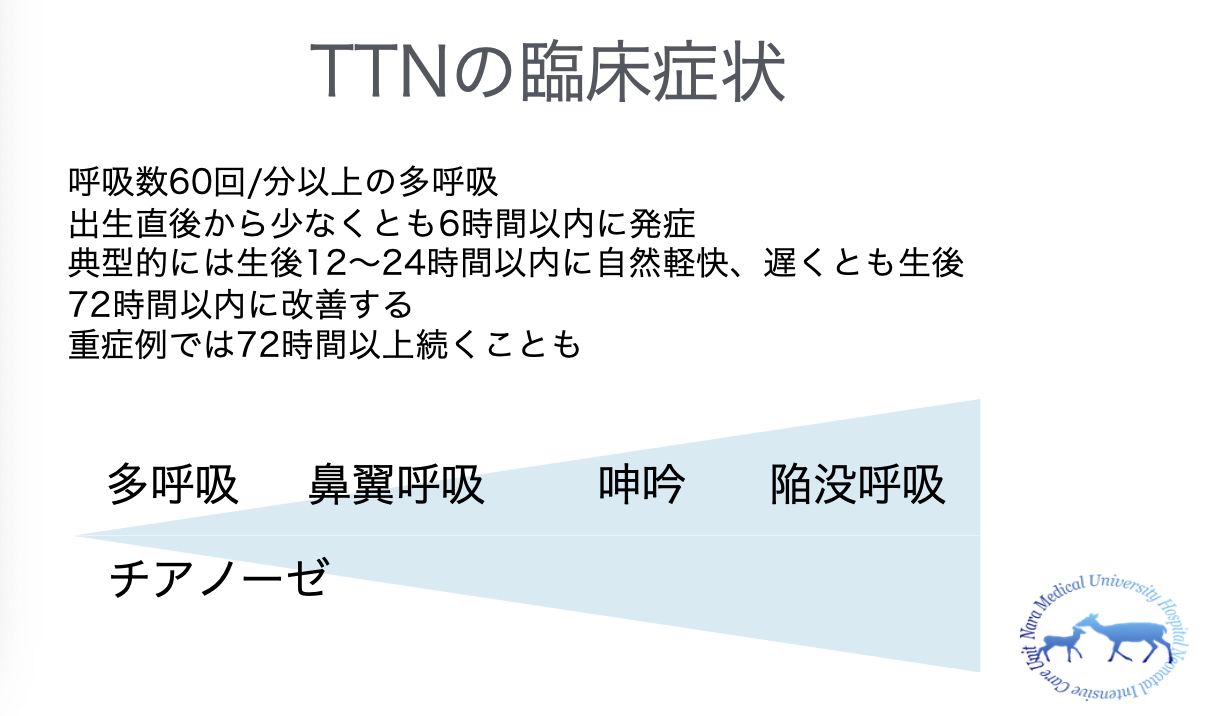 TTNの臨床症状
呼吸数60回/分以上の多呼吸
出生直後から少なくとも6時間以内に発症
典型的には生後12〜24時間以内に自然軽快、遅くとも生後
72時間以内に改善する
重症例では72時間以上続くことも
多呼吸 鼻翼呼吸 呻吟 陥没呼吸
チアノーゼ
Nara Medical University Hospital Neonatal Intensive Care Unit